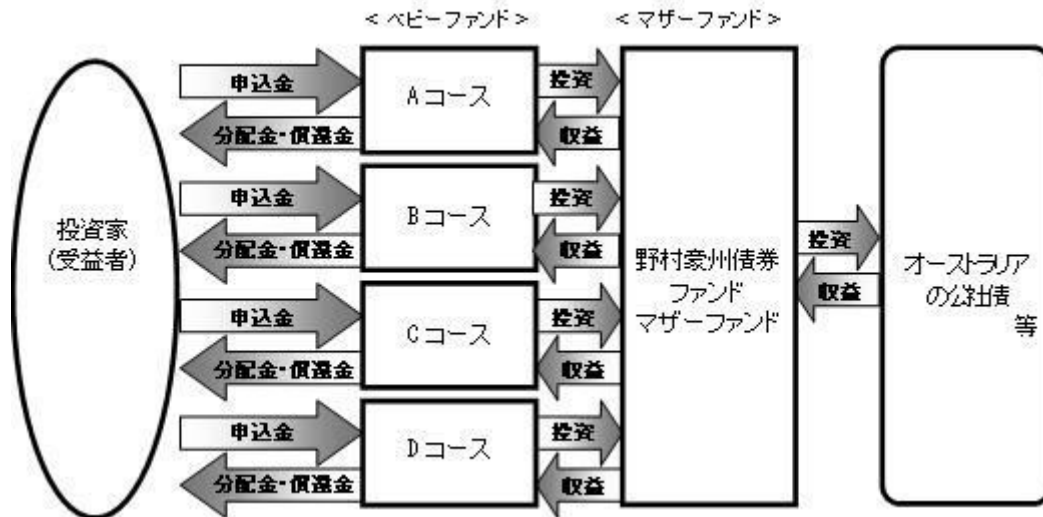 < ベビーファンド >
< マザーファンド >
投資家
(受益者)
申込金
分配金・償還金
Aコース
投資
収益
申込金
分配金・償還金
Bコース
投資
収益
申込金
分配金・償還金
Cコース
投資
収益
申込金
分配金・償還金
Dコース
投資
収益
野村豪州債券
ファンド
マザーファンド
投資
収益
オーストラリア
の公社債
等